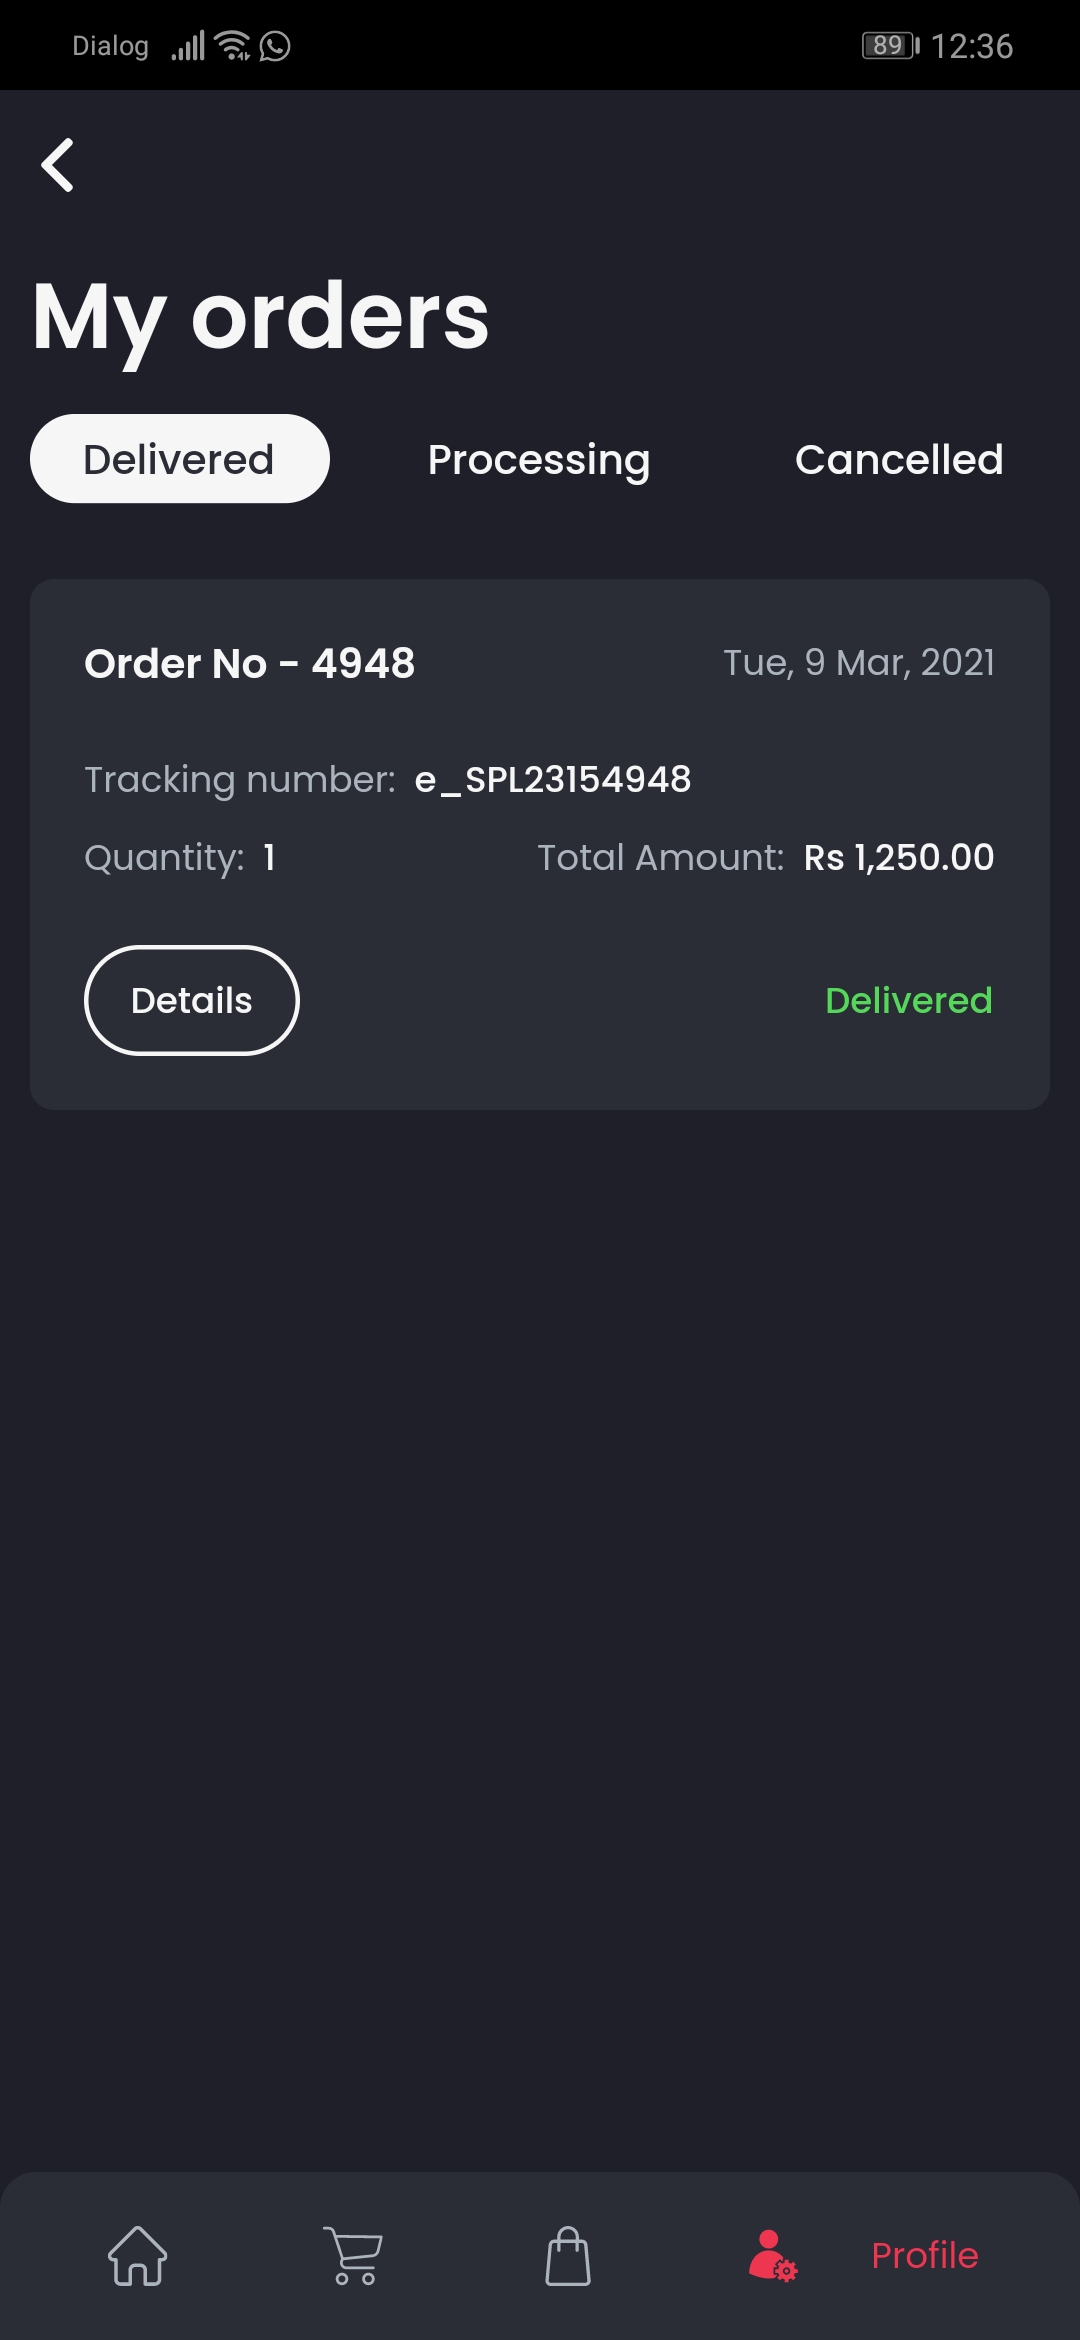 Dialog 89 12:36
My orders
Delivered Processing Cancelled
Order No - 4948 Tue, 9 Mar, 2021
Tracking number: e_SPL23154948
Quantity: 1 Total Amount: Rs 1,250.00
Details Delivered
Profile